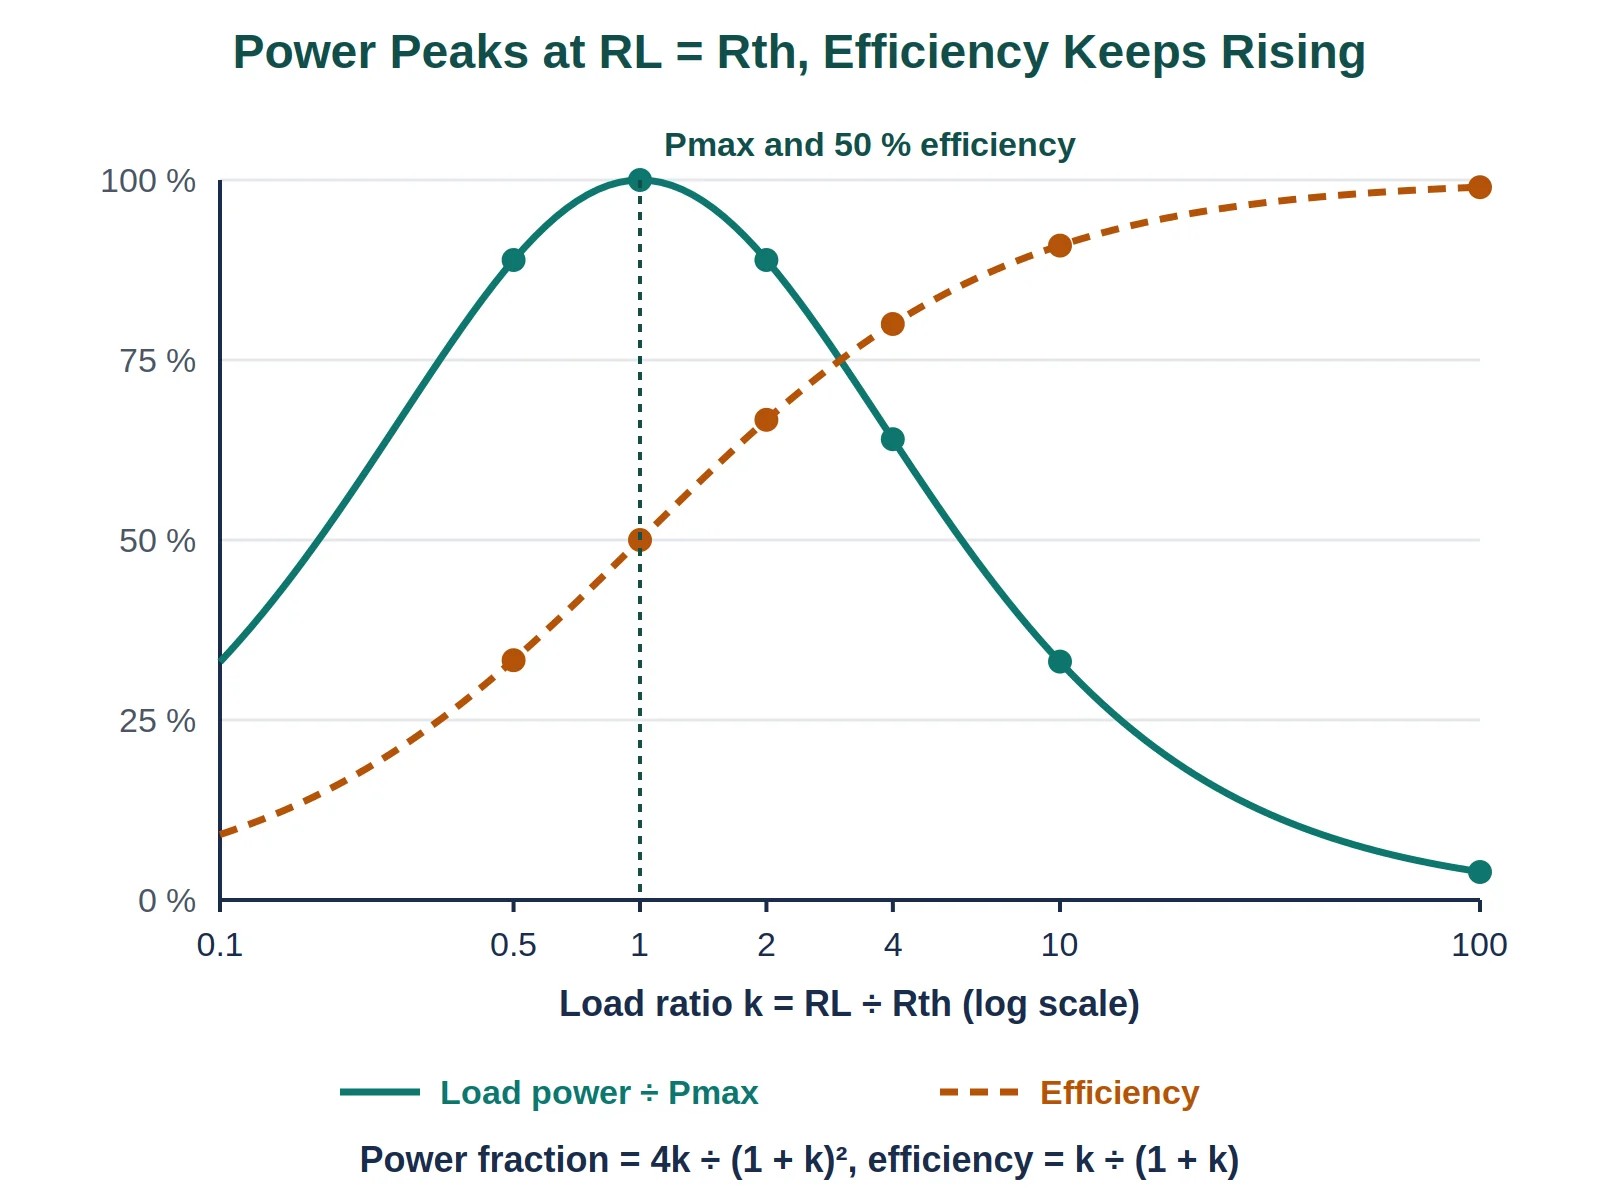 Power Peaks at RL = Rth, Efficiency Keeps Rising
Pmax and 50 % efficiency
100 %
75 %
50 %
25 %
0 %
0.1 0.5 1 2 4 10 100
Load ratio k = RL ÷ Rth (log scale)
Load power ÷ Pmax Efficiency
Power fraction = 4k ÷ (1 + k)², efficiency = k ÷ (1 + k)